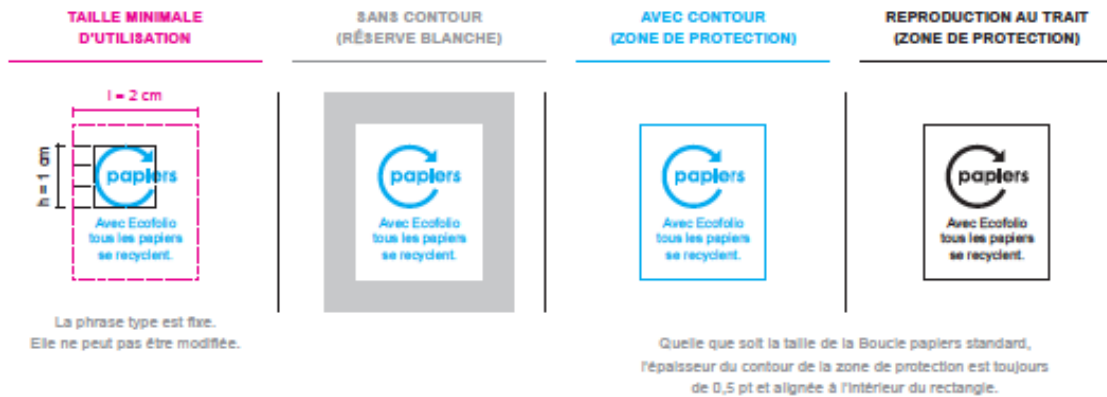 TAILLE MINIMALE
D'UTILISATION
SANS CONTOUR
(RÉSERVE BLANCHE)
AVEC CONTOUR
(ZONE DE PROTECTION)
REPRODUCTION AU TRAIT
(ZONE DE PROTECTION)
l = 2 cm
h = 1 cm
papiers
Avec Ecofolio
tous les papiers
se recyclent.
papiers
Avec Ecofolio
tous les papiers
se recyclent.
papiers
Avec Ecofolio
tous les papiers
se recyclent.
papiers
Avec Ecofolio
tous les papiers
se recyclent.
La phrase type est fixe.
Elle ne peut pas être modifiée.
Quelle que soit la taille de la Boucle papiers standard,
l'épaisseur du contour de la zone de protection est toujours
de 0,5 pt et alignée à l'intérieur du rectangle.